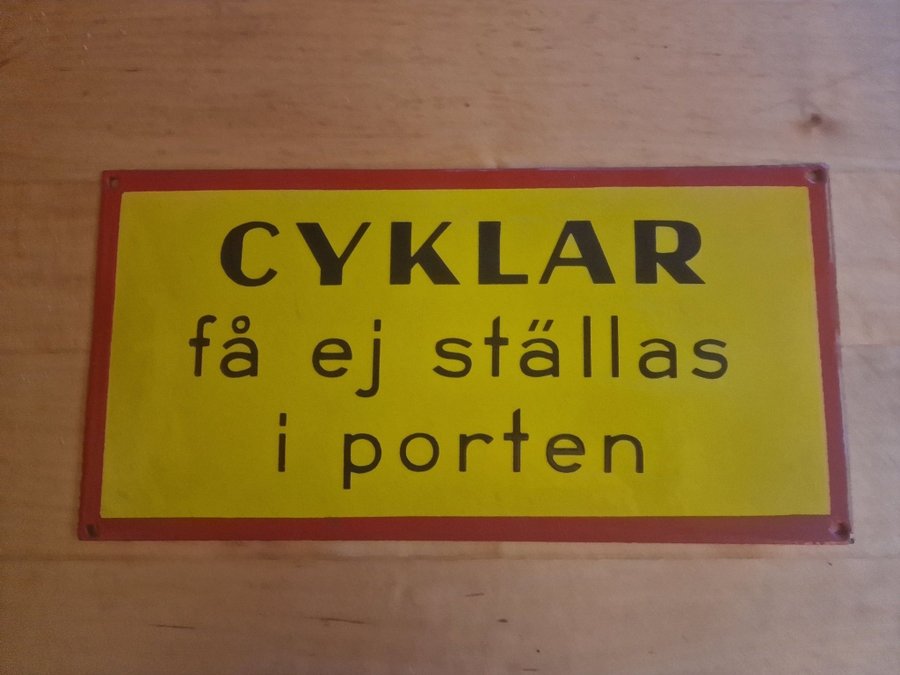 CYKLAR
få ej ställas
i porten